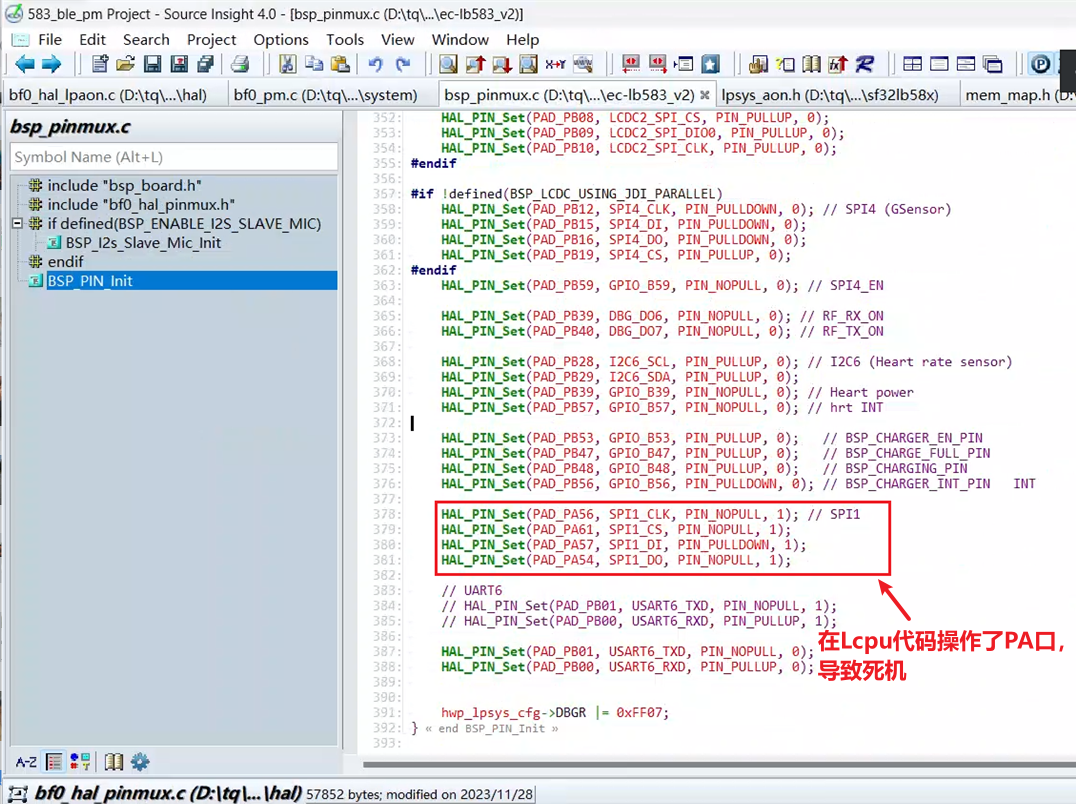 583_ble_pm Project - Source Insight 4.0 - [bsp_pinmux.c (D:\tq\...\ec-lb583_v2)]
File Edit Search Project Options Tools View Window Help
bf0_hal_lpaon.c (D:\tq\...\hal) bf0_pm.c (D:\tq\...\system) bsp_pinmux.c (D:\tq\...\ec-lb583_v2) lpsys_aon.h (D:\tq\...\sf32lb58x) mem_map.h (D:
bsp_pinmux.c
Symbol Name (Alt+L)
include "bsp_board.h"
include "bf0_hal_pinmux.h"
if defined(BSP_ENABLE_I2S_SLAVE_MIC)
BSP_I2s_Slave_Mic_Init
endif
BSP_PIN_Init
A-Z
352: HAL_PIN_Set(PAD_PB08, LCDC2_SPI_CS, PIN_PULLUP, 0);
353: HAL_PIN_Set(PAD_PB09, LCDC2_SPI_DIO0, PIN_PULLUP, 0);
354: HAL_PIN_Set(PAD_PB10, LCDC2_SPI_CLK, PIN_PULLUP, 0);
355: #endif
356:
357: #if !defined(BSP_LCDC_USING_JDI_PARALLEL)
358: HAL_PIN_Set(PAD_PB12, SPI4_CLK, PIN_PULLDOWN, 0); // SPI4 (GSensor)
359: HAL_PIN_Set(PAD_PB15, SPI4_DI, PIN_PULLDOWN, 0);
360: HAL_PIN_Set(PAD_PB16, SPI4_DO, PIN_PULLDOWN, 0);
361: HAL_PIN_Set(PAD_PB19, SPI4_CS, PIN_PULLUP, 0);
362: #endif
363: HAL_PIN_Set(PAD_PB59, GPIO_B59, PIN_NOPULL, 0); // SPI4_EN
364:
365: HAL_PIN_Set(PAD_PB39, DBG_DO6, PIN_NOPULL, 0); // RF_RX_ON
366: HAL_PIN_Set(PAD_PB40, DBG_DO7, PIN_NOPULL, 0); // RF_TX_ON
367:
368: HAL_PIN_Set(PAD_PB28, I2C6_SCL, PIN_PULLUP, 0); // I2C6 (Heart rate sensor)
369: HAL_PIN_Set(PAD_PB29, I2C6_SDA, PIN_PULLUP, 0);
370: HAL_PIN_Set(PAD_PB39, GPIO_B39, PIN_NOPULL, 0); // Heart power
371: HAL_PIN_Set(PAD_PB57, GPIO_B57, PIN_NOPULL, 0); // hrt INT
372:
373: HAL_PIN_Set(PAD_PB53, GPIO_B53, PIN_PULLUP, 0); // BSP_CHARGER_EN_PIN
374: HAL_PIN_Set(PAD_PB47, GPIO_B47, PIN_PULLUP, 0); // BSP_CHARGE_FULL_PIN
375: HAL_PIN_Set(PAD_PB48, GPIO_B48, PIN_PULLUP, 0); // BSP_CHARGING_PIN
376: HAL_PIN_Set(PAD_PB56, GPIO_B56, PIN_PULLDOWN, 0); // BSP_CHARGER_INT_PIN INT
377:
378: HAL_PIN_Set(PAD_PA56, SPI1_CLK, PIN_NOPULL, 1); // SPI1
379: HAL_PIN_Set(PAD_PA61, SPI1_CS, PIN_NOPULL, 1);
380: HAL_PIN_Set(PAD_PA57, SPI1_DI, PIN_PULLDOWN, 1);
381: HAL_PIN_Set(PAD_PA54, SPI1_DO, PIN_NOPULL, 1);
382:
383: // UART6
384: // HAL_PIN_Set(PAD_PB01, USART6_TXD, PIN_NOPULL, 1);
385: // HAL_PIN_Set(PAD_PB00, USART6_RXD, PIN_PULLUP, 1);
386:
387: HAL_PIN_Set(PAD_PB01, USART6_TXD, PIN_NOPULL, 0);
388: HAL_PIN_Set(PAD_PB00, USART6_RXD, PIN_PULLUP, 0);
389:
390:
391: hwp_lpsys_cfg->DBGR |= 0xFF07;
392: } « end BSP_PIN_Init »
393:
在Lcpu代码操作了PA口，
导致死机
bf0_hal_pinmux.c (D:\tq\...\hal) 57852 bytes; modified on 2023/11/28